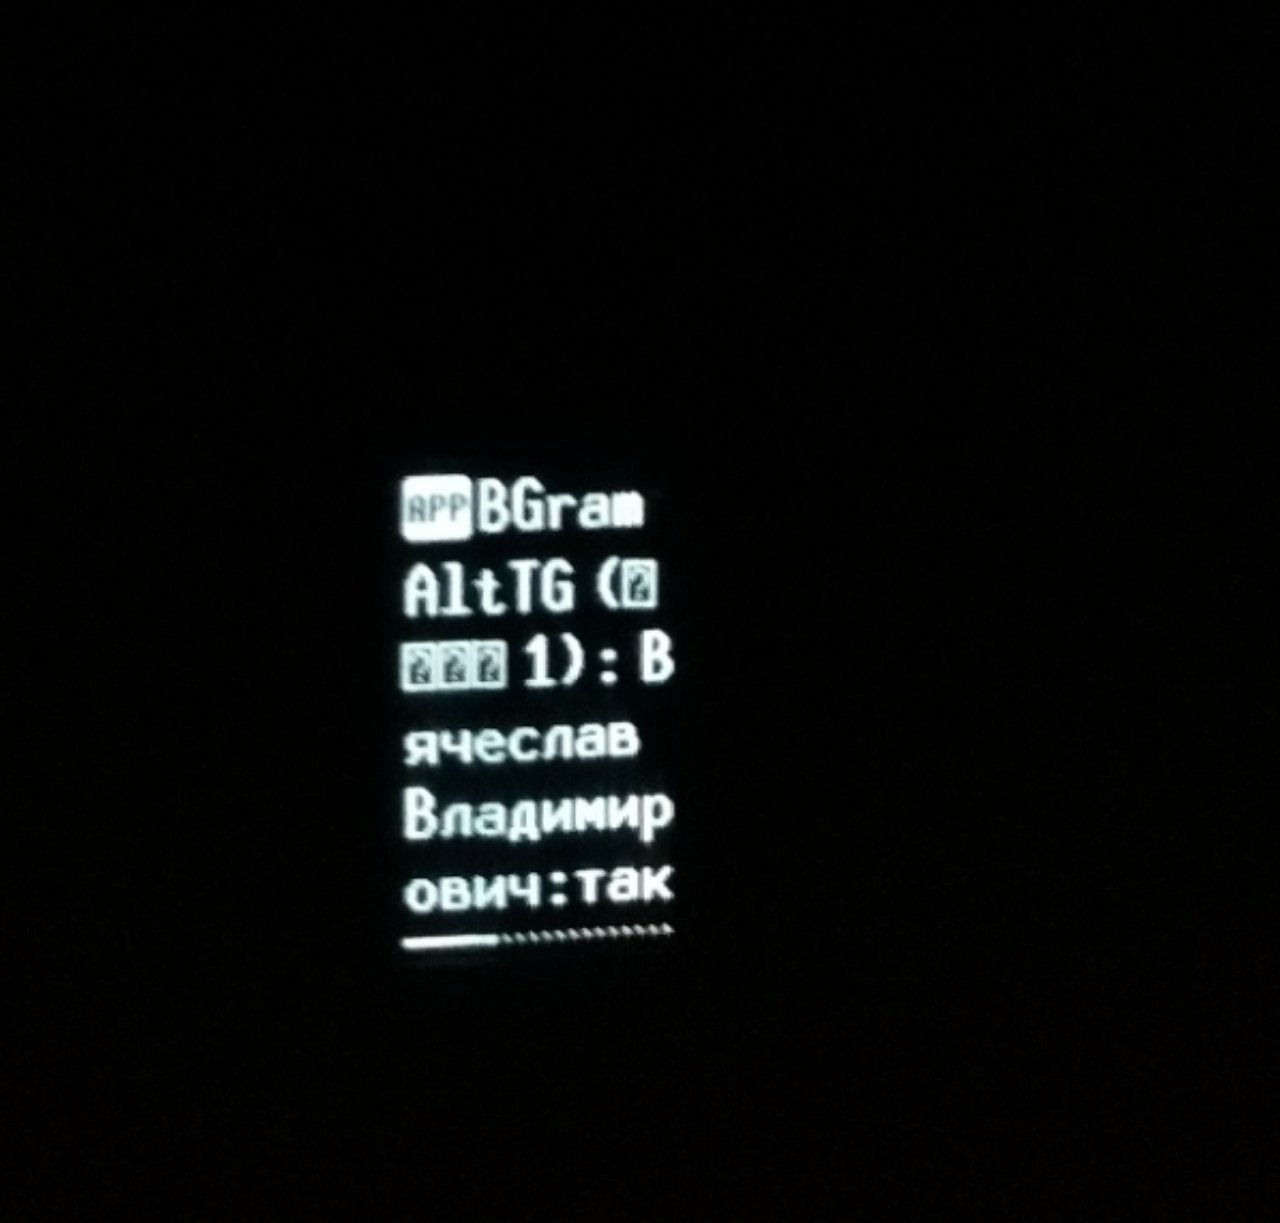 APP BGram
AltTG (
1): В
ячеслав
Владимир
ович:так